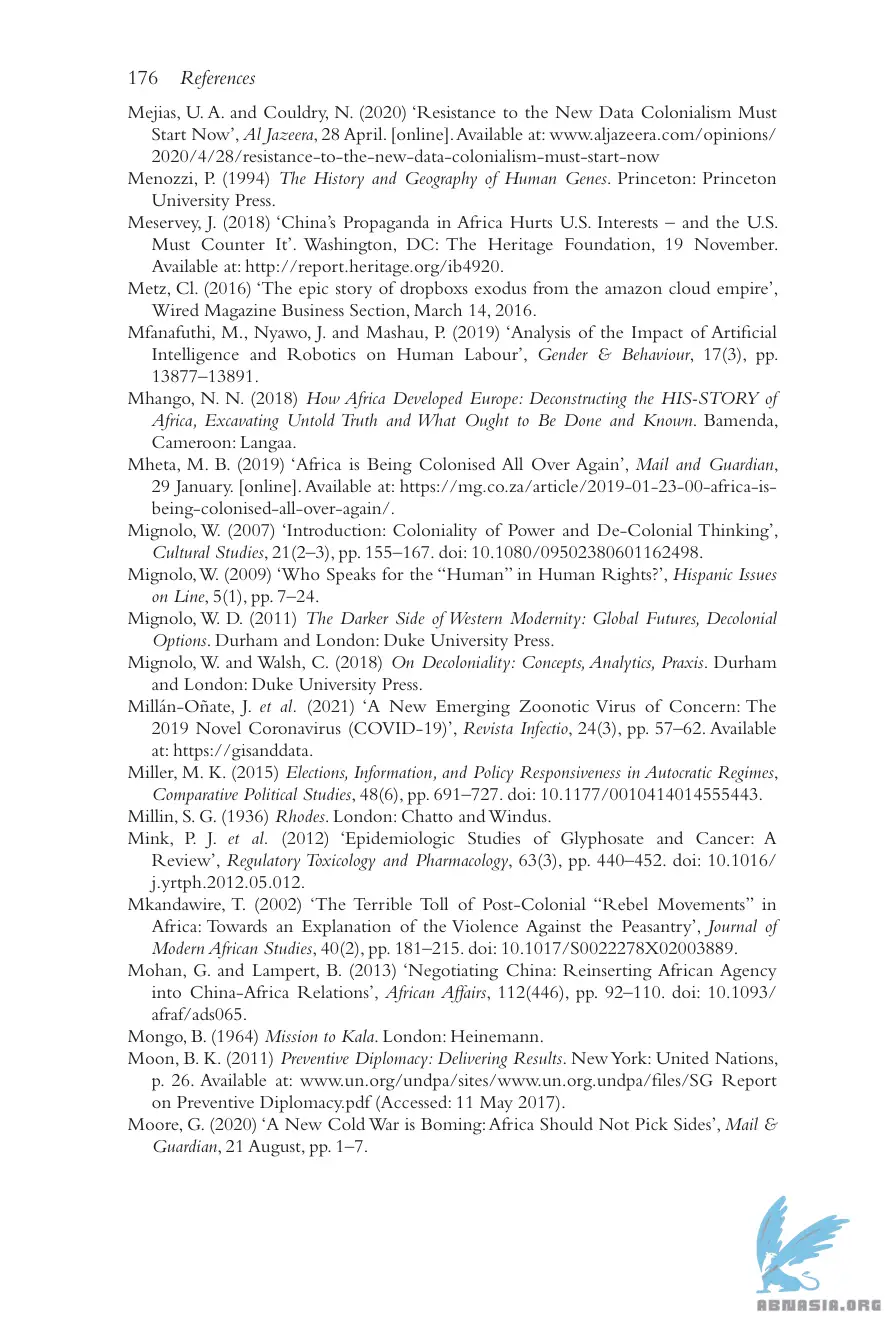 176 References
Mejias, U. A. and Couldry, N. (2020) ‘Resistance to the New Data Colonialism Must
Start Now’, Al Jazeera, 28 April. [online]. Available at: www.aljazeera.com/opinions/
2020/4/28/resistance-to-the-new-data-colonialism-must-start-now
Menozzi, P. (1994) The History and Geography of Human Genes. Princeton: Princeton
University Press.
Meservey, J. (2018) ‘China’s Propaganda in Africa Hurts U.S. Interests – and the U.S.
Must Counter It’. Washington, DC: The Heritage Foundation, 19 November.
Available at: http://report.heritage.org/ib4920.
Metz, Cl. (2016) ‘The epic story of dropboxs exodus from the amazon cloud empire’,
Wired Magazine Business Section, March 14, 2016.
Mfanafuthi, M., Nyawo, J. and Mashau, P. (2019) ‘Analysis of the Impact of Artificial
Intelligence and Robotics on Human Labour’, Gender & Behaviour, 17(3), pp.
13877–13891.
Mhango, N. N. (2018) How Africa Developed Europe: Deconstructing the HIS-STORY of
Africa, Excavating Untold Truth and What Ought to Be Done and Known. Bamenda,
Cameroon: Langaa.
Mheta, M. B. (2019) ‘Africa is Being Colonised All Over Again’, Mail and Guardian,
29 January. [online]. Available at: https://mg.co.za/article/2019-01-23-00-africa-is-
being-colonised-all-over-again/.
Mignolo, W. (2007) ‘Introduction: Coloniality of Power and De-Colonial Thinking’,
Cultural Studies, 21(2–3), pp. 155–167. doi: 10.1080/09502380601162498.
Mignolo, W. (2009) ‘Who Speaks for the “Human” in Human Rights?’, Hispanic Issues
on Line, 5(1), pp. 7–24.
Mignolo, W. D. (2011) The Darker Side of Western Modernity: Global Futures, Decolonial
Options. Durham and London: Duke University Press.
Mignolo, W. and Walsh, C. (2018) On Decoloniality: Concepts, Analytics, Praxis. Durham
and London: Duke University Press.
Millán-Oñate, J. et al. (2021) ‘A New Emerging Zoonotic Virus of Concern: The
2019 Novel Coronavirus (COVID-19)’, Revista Infectio, 24(3), pp. 57–62. Available
at: https://gisanddata.
Miller, M. K. (2015) Elections, Information, and Policy Responsiveness in Autocratic Regimes,
Comparative Political Studies, 48(6), pp. 691–727. doi: 10.1177/0010414014555443.
Millin, S. G. (1936) Rhodes. London: Chatto and Windus.
Mink, P. J. et al. (2012) ‘Epidemiologic Studies of Glyphosate and Cancer: A
Review’, Regulatory Toxicology and Pharmacology, 63(3), pp. 440–452. doi: 10.1016/
j.yrtph.2012.05.012.
Mkandawire, T. (2002) ‘The Terrible Toll of Post-Colonial “Rebel Movements” in
Africa: Towards an Explanation of the Violence Against the Peasantry’, Journal of
Modern African Studies, 40(2), pp. 181–215. doi: 10.1017/S0022278X02003889.
Mohan, G. and Lampert, B. (2013) ‘Negotiating China: Reinserting African Agency
into China-Africa Relations’, African Affairs, 112(446), pp. 92–110. doi: 10.1093/
afraf/ads065.
Mongo, B. (1964) Mission to Kala. London: Heinemann.
Moon, B. K. (2011) Preventive Diplomacy: Delivering Results. New York: United Nations,
p. 26. Available at: www.un.org/undpa/sites/www.un.org.undpa/files/SG Report
on Preventive Diplomacy.pdf (Accessed: 11 May 2017).
Moore, G. (2020) ‘A New Cold War is Boming: Africa Should Not Pick Sides’, Mail &
Guardian, 21 August, pp. 1–7.
ABNASIA.ORG